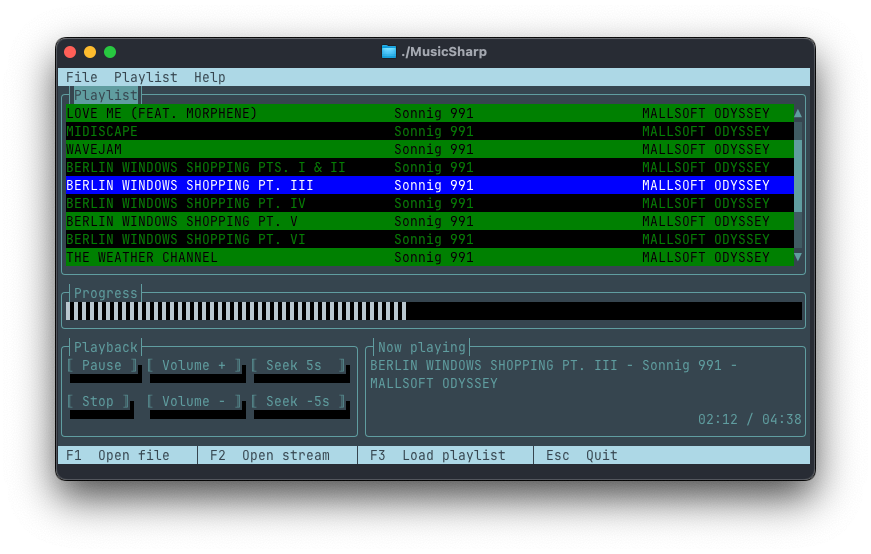 ./MusicSharp
File Playlist Help
Playlist
LOVE ME (FEAT. MORPHENE) Sonnig 991 MALLSOFT ODYSSEY
MIDISCAPE Sonnig 991 MALLSOFT ODYSSEY
WAVEJAM Sonnig 991 MALLSOFT ODYSSEY
BERLIN WINDOWS SHOPPING PTS. I & II Sonnig 991 MALLSOFT ODYSSEY
BERLIN WINDOWS SHOPPING PT. III Sonnig 991 MALLSOFT ODYSSEY
BERLIN WINDOWS SHOPPING PT. IV Sonnig 991 MALLSOFT ODYSSEY
BERLIN WINDOWS SHOPPING PT. V Sonnig 991 MALLSOFT ODYSSEY
BERLIN WINDOWS SHOPPING PT. VI Sonnig 991 MALLSOFT ODYSSEY
THE WEATHER CHANNEL Sonnig 991 MALLSOFT ODYSSEY
Progress
Playback
[ Pause ] [ Volume + ] [ Seek 5s ]
[ Stop ] [ Volume - ] [ Seek -5s ]
Now playing
BERLIN WINDOWS SHOPPING PT. III - Sonnig 991 -
MALLSOFT ODYSSEY
02:12 / 04:38
F1 Open file F2 Open stream F3 Load playlist Esc Quit